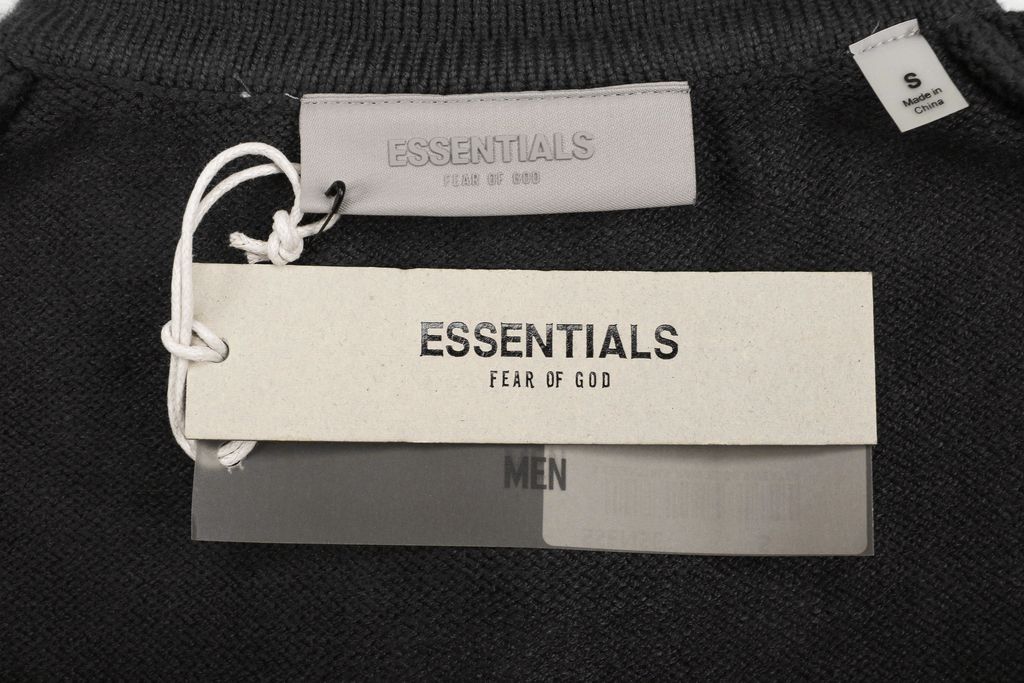 ESSENTIALS
FEAR OF GOD
S
Made in
China
ESSENTIALS
FEAR OF GOD
MEN